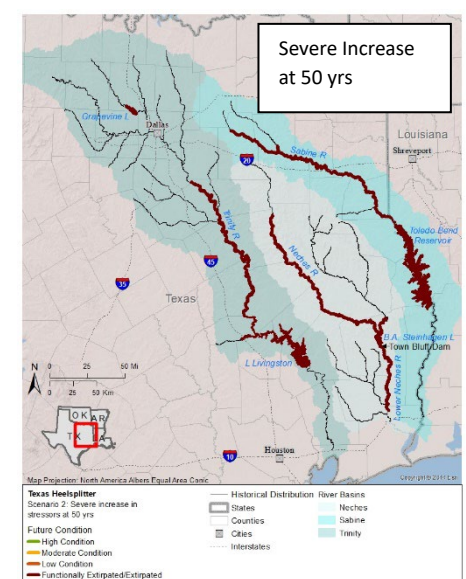 Severe Increase
at 50 yrs
Grapevine L
Dallas
Louisiana
Shreveport
20
Sabine R
Trinity R
Toledo Bend
Reservoir
Neches R
45
35
Texas
B.A. Steinhagen L
Town Bluff Dam
L Livingston
Lower Neches R
N
0 25 50 Mi
0 25 50 Km
OK AR
TX LA
10
Houston
Map Projection: North America Albers Equal Area Conic
Copyright:© 2011 Esri
Texas Heelsplitter
Scenario 2: Severe increase in
stressors at 50 yrs
Future Condition
High Condition
Moderate Condition
Low Condition
Functionally Extirpated/Extirpated
Historical Distribution
States
Counties
Cities
Interstates
River Basins
Neches
Sabine
Trinity